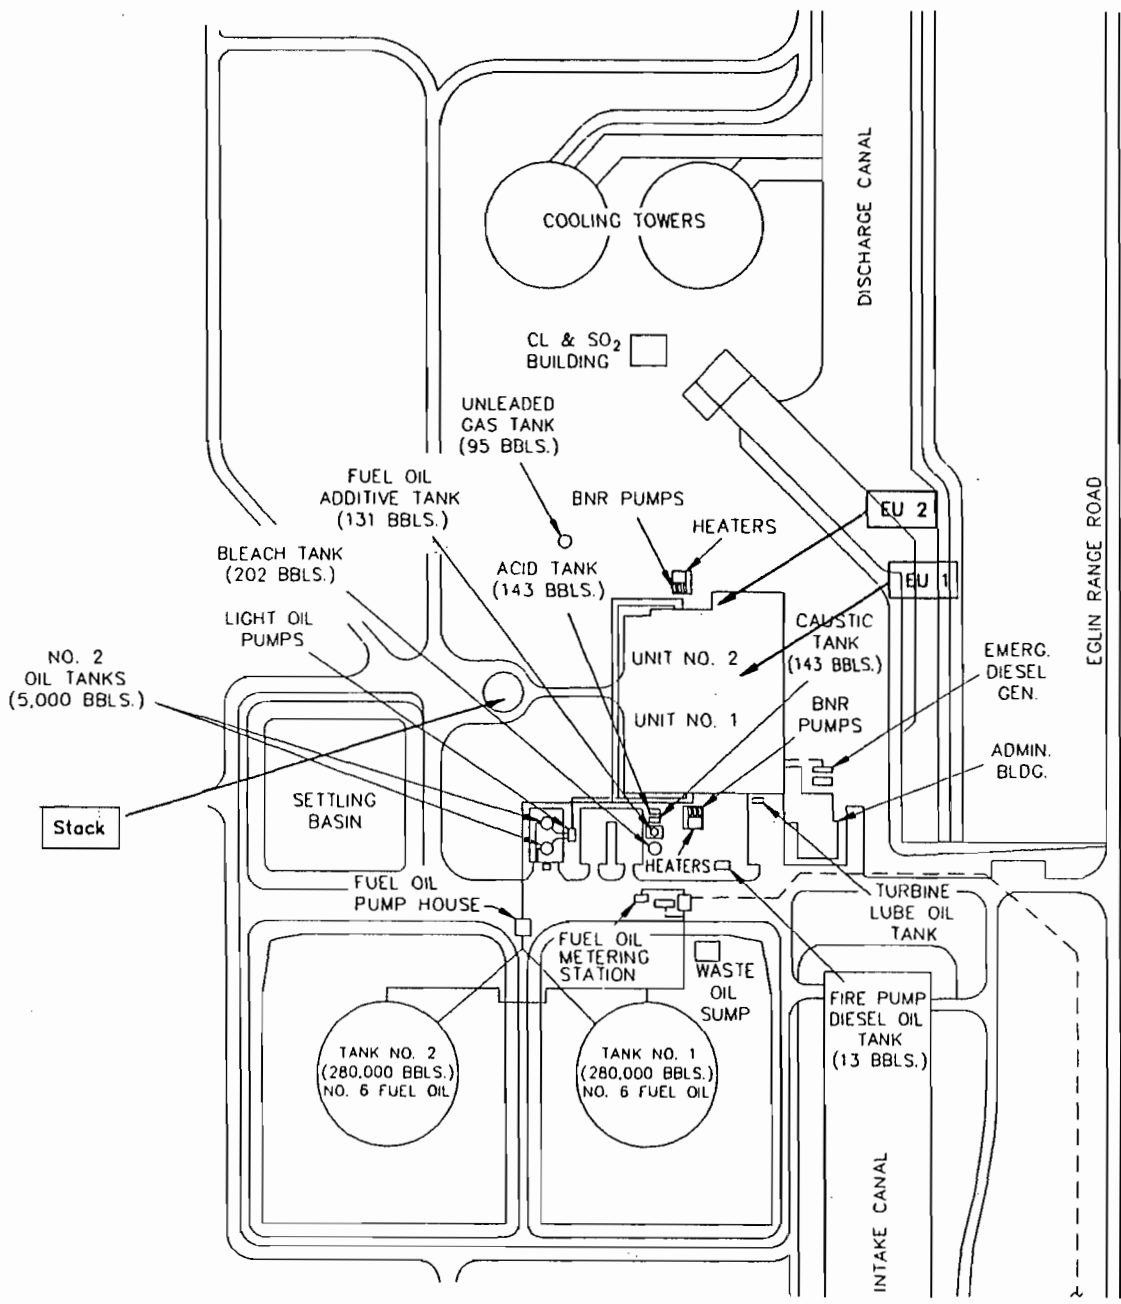 COOLING TOWERS
DISCHARGE CANAL
CL & SO2
BUILDING
UNLEADED
GAS TANK
(95 BBLS.)
FUEL OIL
ADDITIVE TANK
(131 BBLS.)
BNR PUMPS
HEATERS
EU 2
EGLIN RANGE ROAD
BLEACH TANK
(202 BBLS.)
ACID TANK
(143 BBLS.)
EU 1
LIGHT OIL
PUMPS
CAUSTIC
TANK
(143 BBLS.)
NO. 2
OIL TANKS
(5,000 BBLS.)
UNIT NO. 2
EMERG.
DIESEL
GEN.
UNIT NO. 1
BNR
PUMPS
ADMIN.
BLDG.
SETTLING
BASIN
Stack
HEATERS
FUEL OIL
PUMP HOUSE
TURBINE
LUBE OIL
TANK
FUEL OIL
METERING
STATION
WASTE
OIL
SUMP
FIRE PUMP
DIESEL OIL
TANK
(13 BBLS.)
TANK NO. 2
(280,000 BBLS.)
NO. 6 FUEL OIL
TANK NO. 1
(280,000 BBLS.)
NO. 6 FUEL OIL
INTAKE CANAL